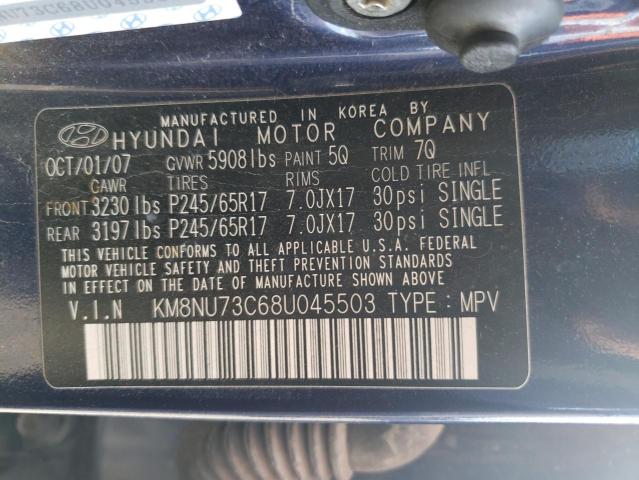 MANUFACTURED IN KOREA BY
HYUNDAI MOTOR COMPANY
OCT/01/07 GVWR 5908 lbs PAINT 5Q TRIM 7Q
GAWR TIRES RIMS COLD TIRE INFL
FRONT 3230 lbs P245/65R17 7.0JX17 30psi SINGLE
REAR 3197 lbs P245/65R17 7.0JX17 30psi SINGLE
THIS VEHICLE CONFORMS TO ALL APPLICABLE U.S.A. FEDERAL
MOTOR VEHICLE SAFETY AND THEFT PREVENTION STANDARDS
IN EFFECT ON THE DATE OF MANUFACTURE SHOWN ABOVE
V.I.N KM8NU73C68U045503 TYPE : MPV